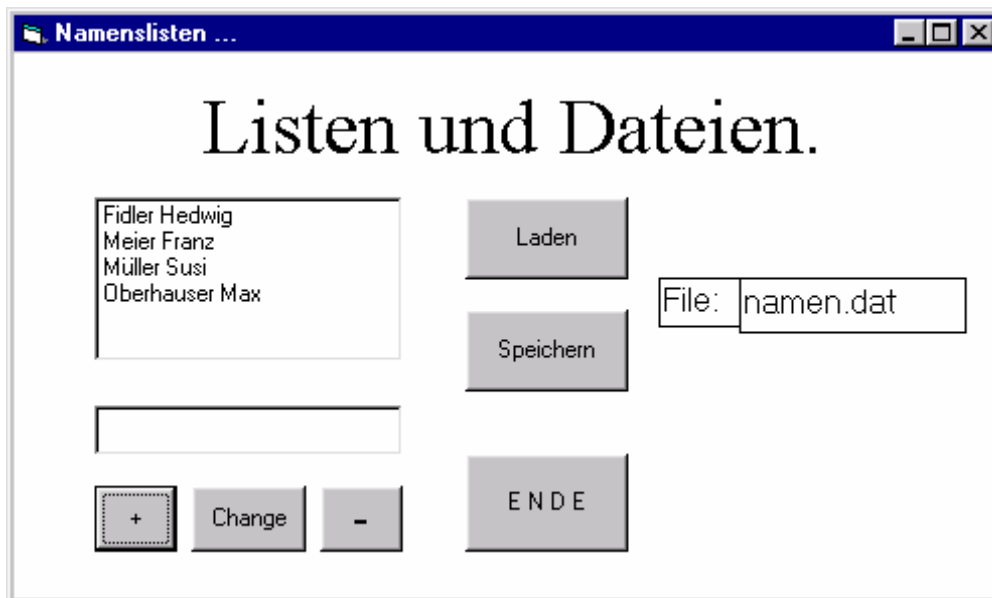 Namenslisten ...
Listen und Dateien.
Fidler Hedwig
Meier Franz
Müller Susi
Oberhauser Max
Laden
Speichern
File: namen.dat
+ Change -
E N D E